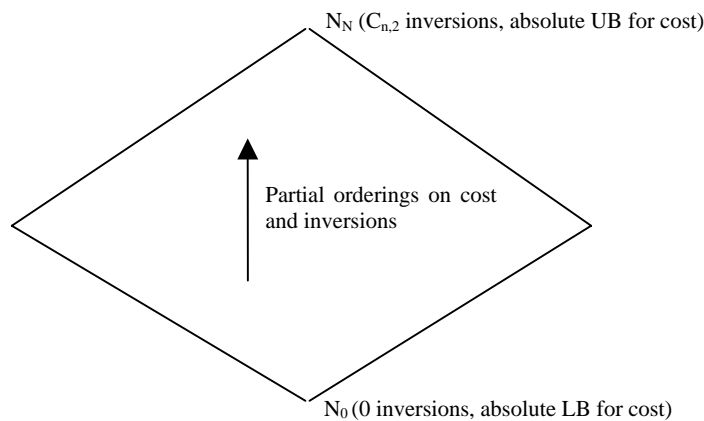 N_N (C_{n,2} inversions, absolute UB for cost)
Partial orderings on cost
and inversions
N_0 (0 inversions, absolute LB for cost)